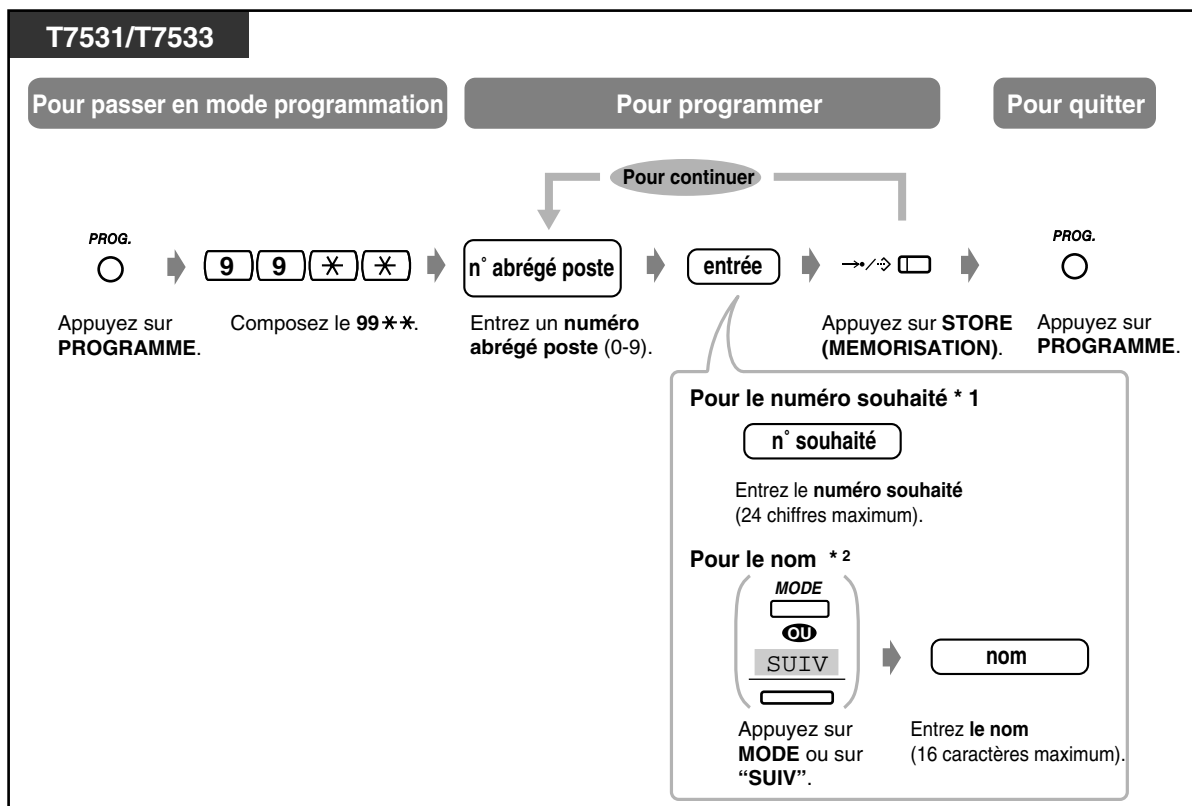 T7531/T7533
Pour passer en mode programmation
Pour programmer
Pour quitter
Pour continuer
PROG.
9 9 * *
n° abrégé poste
entrée
PROG.
Appuyez sur
PROGRAMME.
Composez le 99**.
Entrez un numéro
abrégé poste (0-9).
Appuyez sur STORE
(MEMORISATION).
Appuyez sur
PROGRAMME.
Pour le numéro souhaité * 1
n° souhaité
Entrez le numéro souhaité
(24 chiffres maximum).
Pour le nom * 2
MODE
OU
SUIV
nom
Appuyez sur
MODE ou sur
“SUIV”.
Entrez le nom
(16 caractères maximum).